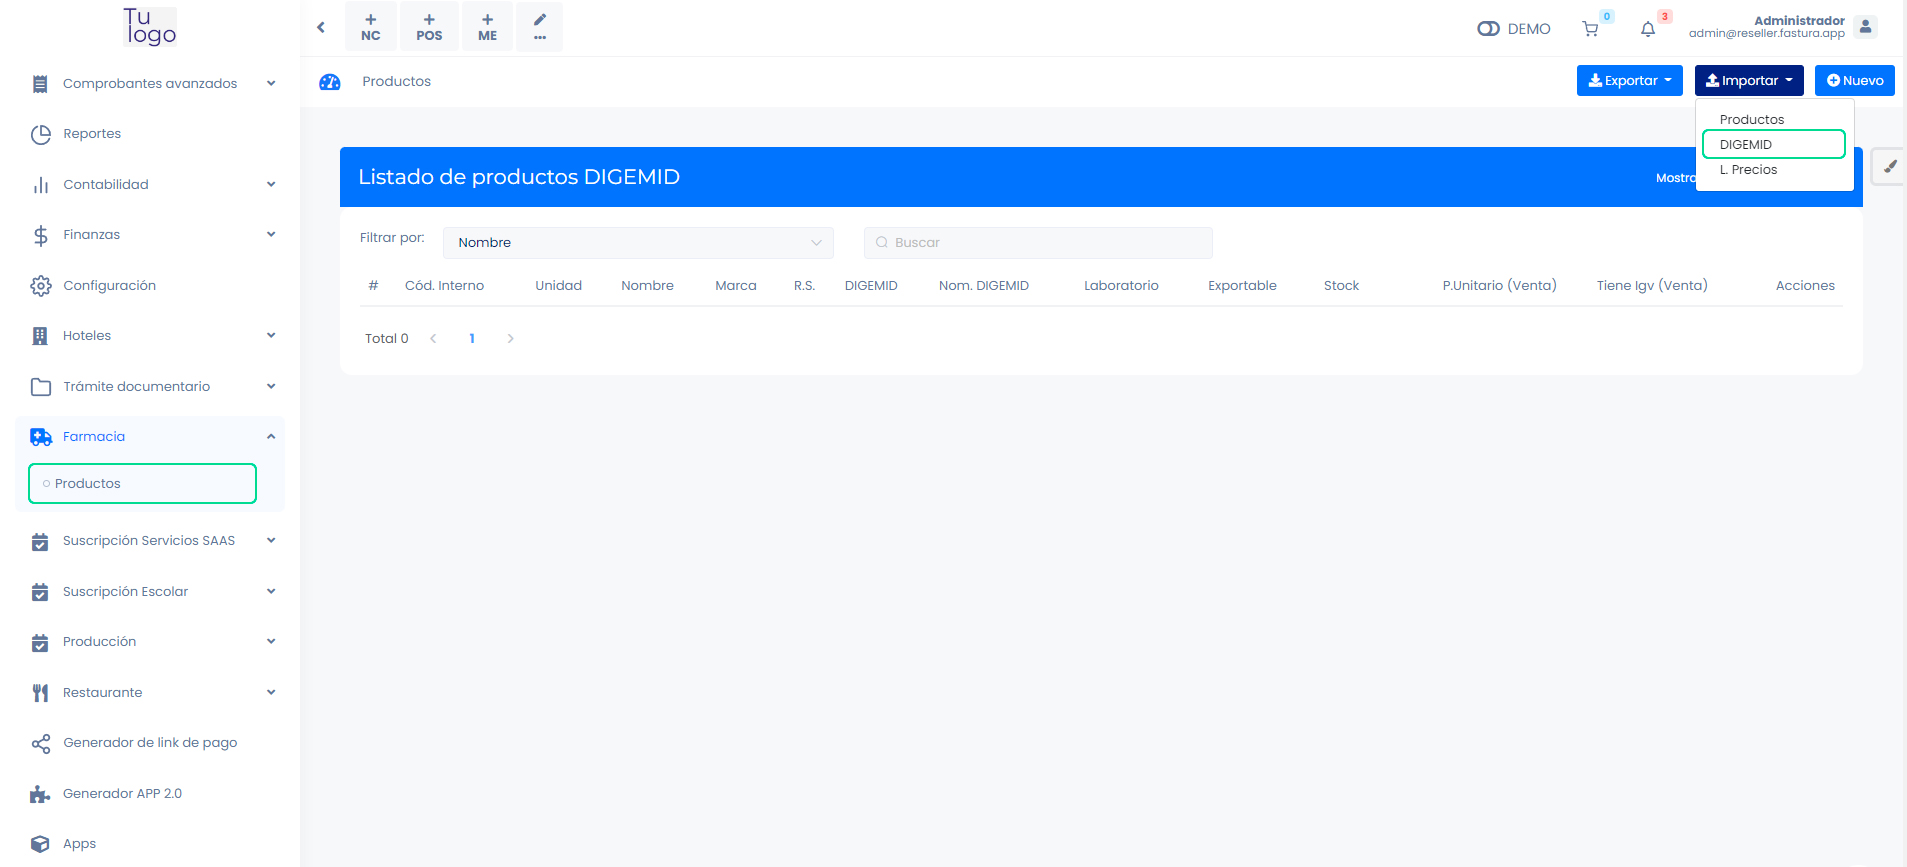 Tu
logo
Comprobantes avanzados
Reportes
Contabilidad
Finanzas
Configuración
Hoteles
Trámite documentario
Farmacia
Productos
Suscripción Servicios SAAS
Suscripción Escolar
Producción
Restaurante
Generador de link de pago
Generador APP 2.0
Apps
+ NC
+ POS
+ ME
...
DEMO
0
3
Administrador
admin@reseller.fastura.app
Productos
Exportar
Importar
Nuevo
Productos
DIGEMID
L. Precios
Listado de productos DIGEMID
Mostra
Filtrar por:
Nombre
Buscar
# Cód. Interno Unidad Nombre Marca R.S. DIGEMID Nom. DIGEMID Laboratorio Exportable Stock P.Unitario (Venta) Tiene Igv (Venta) Acciones
Total 0 < 1 >